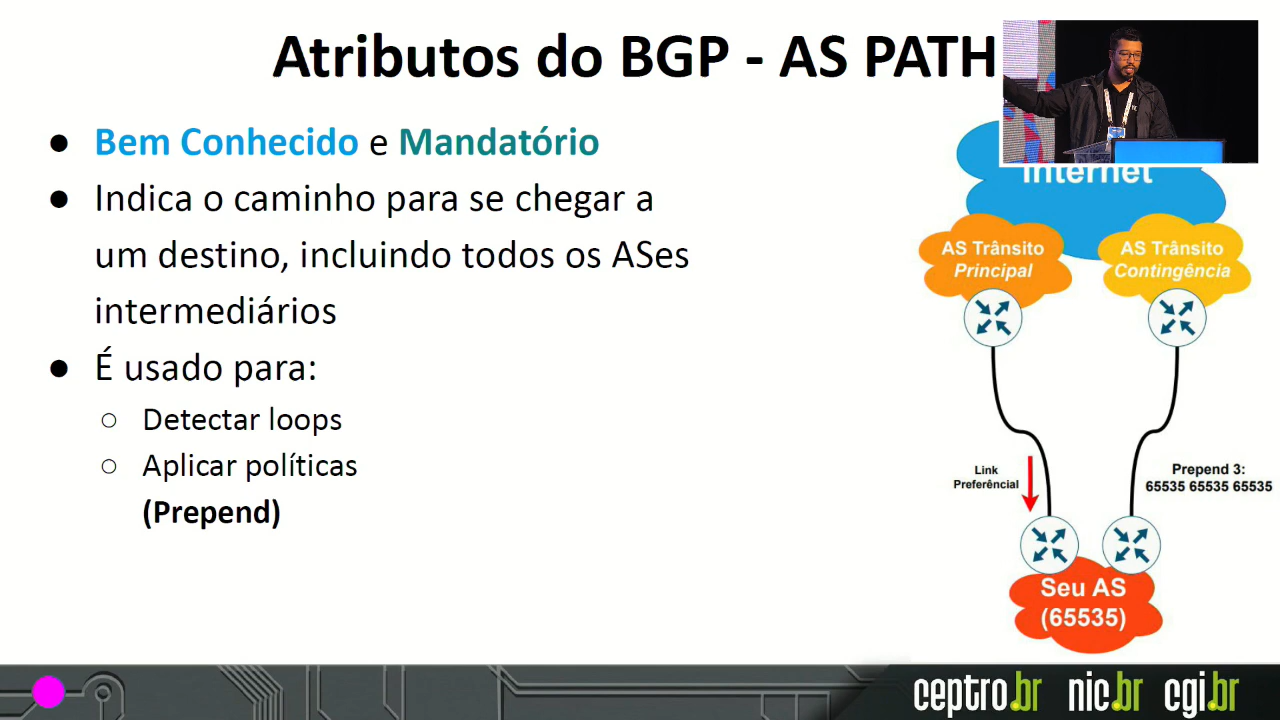 Atributos do BGP - AS PATH
● Bem Conhecido e Mandatório
● Indica o caminho para se chegar a
um destino, incluindo todos os ASes
intermediários
● É usado para:
○ Detectar loops
○ Aplicar políticas
(Prepend)
Internet
AS Trânsito
Principal
AS Trânsito
Contingência
Link
Preferêncial
Prepend 3:
65535 65535 65535
Seu AS
(65535)
ceptro.br nic.br cgi.br